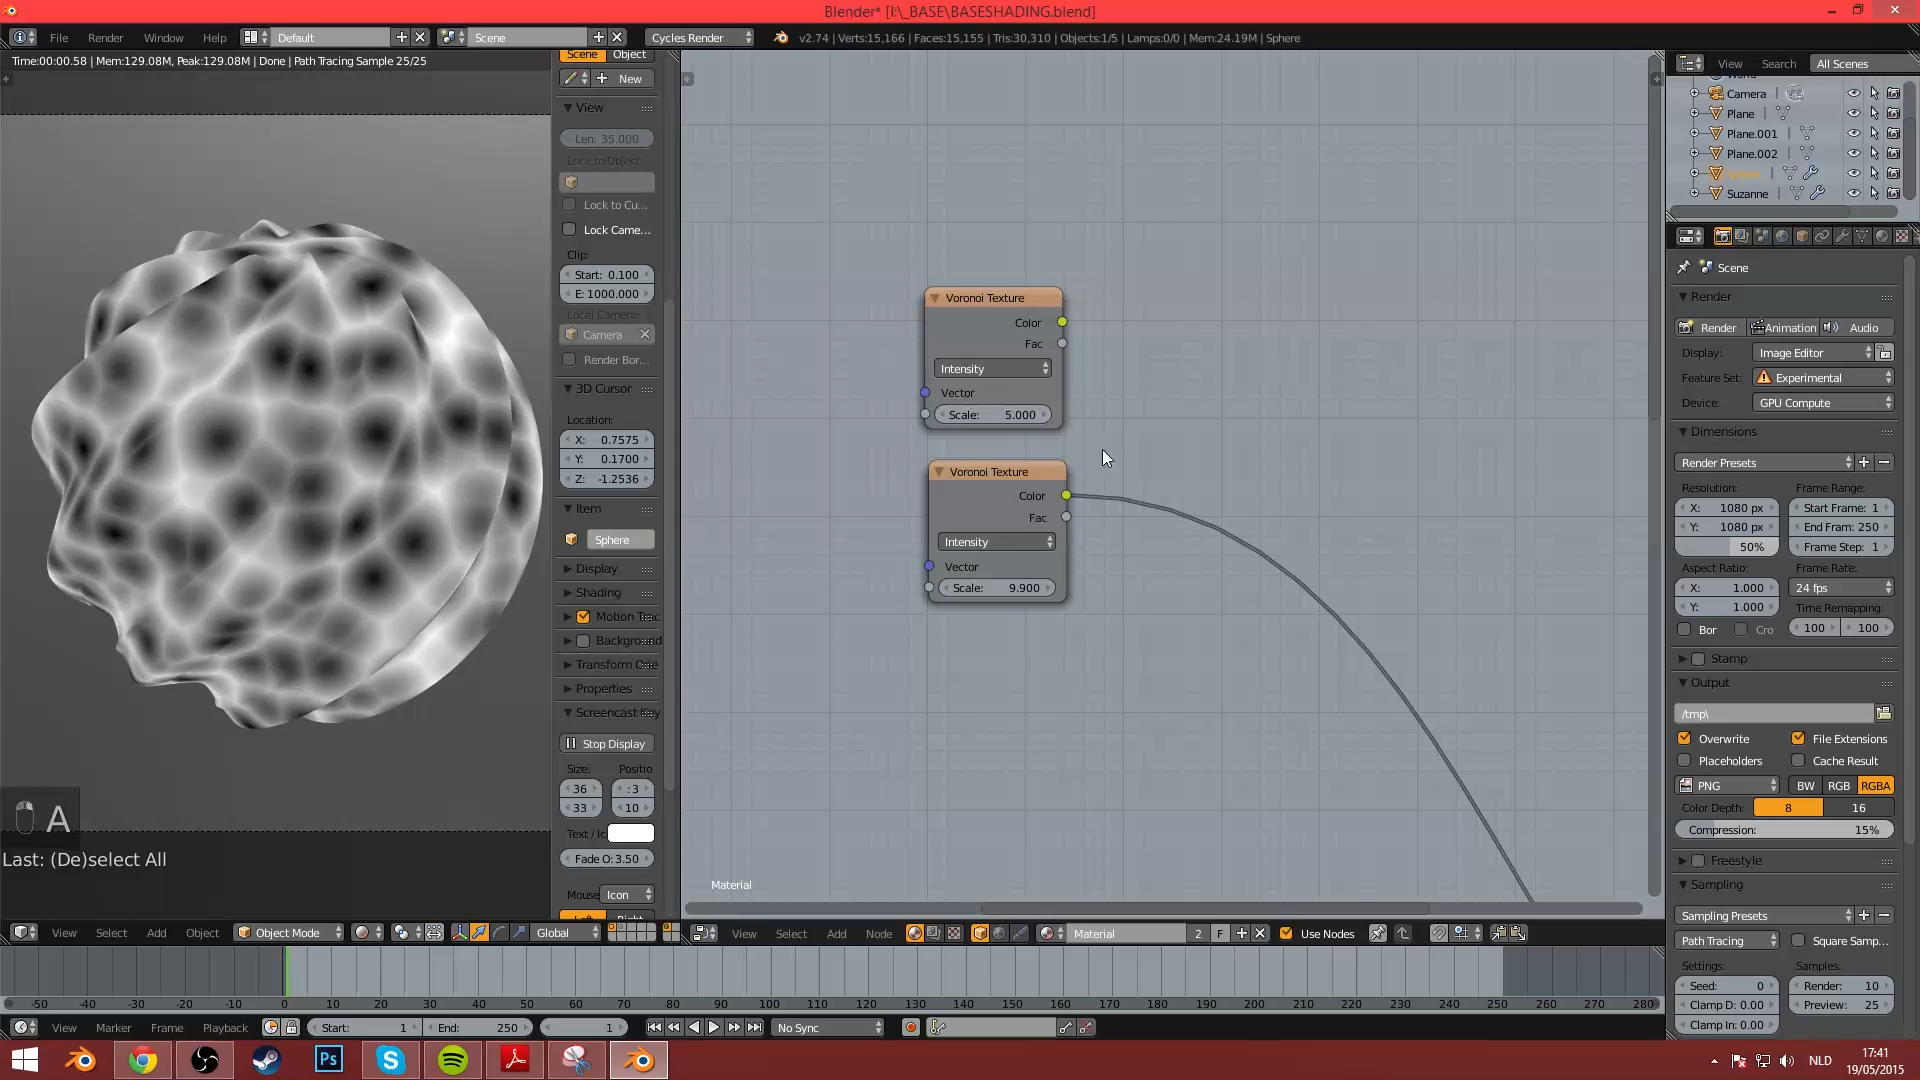 Blender* [I:\_BASE\BASESHADING.blend]
File Render Window Help Default Scene Cycles Render v2.74 | Verts:15,166 | Faces:15,155 | Tris:30,310 | Objects:1/5 | Lamps:0/0 | Mem:24.19M | Sphere
Time:00:00.58 | Mem:129.08M, Peak:129.08M | Done | Path Tracing Sample 25/25
Scene Object
New
View
Len: 35.000
Lock to Object:
Lock to Cu...
Lock Came...
Clip:
Start: 0.100
E: 1000.000
Local Camera:
Camera
Render Bor...
3D Cursor
Location:
X: 0.7575
Y: 0.1700
Z: -1.2536
Item
Sphere
Display
Shading
Motion Trac
Background
Transform Orie
Properties
Screencast Key
Stop Display
Size: Positio
36 : 3
33 10
Text / Ic
Fade O: 3.50
Mouse Icon
A
Last: (De)select All
Voronoi Texture
Color
Fac
Intensity
Vector
Scale: 5.000
Voronoi Texture
Color
Fac
Intensity
Vector
Scale: 9.900
Material
View Search All Scenes
World
Camera
Plane
Plane.001
Plane.002
Suzanne
Scene
Render
Render Animation Audio
Display: Image Editor
Feature Set: Experimental
Device: GPU Compute
Dimensions
Render Presets
Resolution: Frame Range:
X: 1080 px Start Frame: 1
Y: 1080 px End Fram: 250
50% Frame Step: 1
Aspect Ratio: Frame Rate:
X: 1.000 24 fps
Y: 1.000 Time Remapping:
Bor Cro 100 100
Stamp
Output
/tmp\
Overwrite File Extensions
Placeholders Cache Result
PNG BW RGB RGBA
Color Depth: 8 16
Compression: 15%
Freestyle
Sampling
Sampling Presets
Path Tracing Square Samp...
Settings: Samples:
Seed: 0 Render: 10
Clamp D: 0.00 Preview: 25
Clamp In: 0.00
View Select Add Object Object Mode Global
View Select Add Node Material 2 F Use Nodes
-50 -40 -30 -20 -10 0 10 20 30 40 50 60 70 80 90 100 110 120 130 140 150 160 170 180 190 200 210 220 230 240 250 260 270 280
View Marker Frame Playback Start: 1 End: 250 1 No Sync
Ps
NLD
17:41
19/05/2015